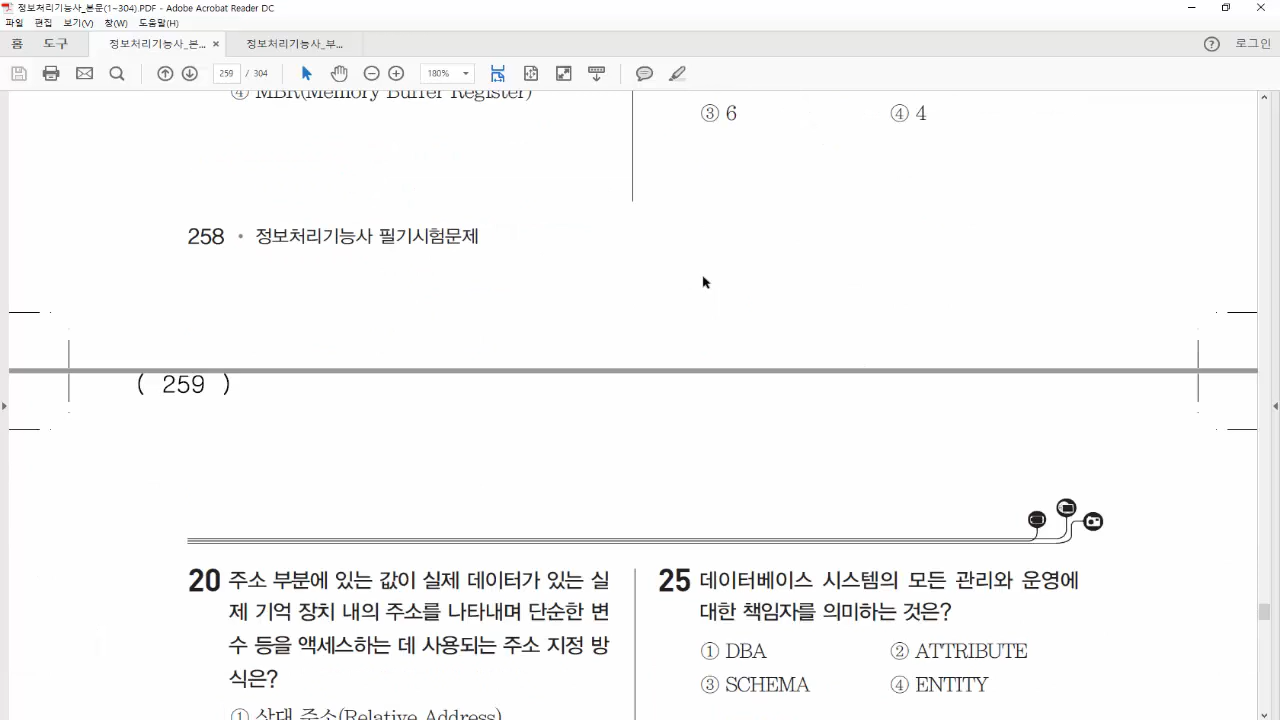 정보처리기능사_본문(1~304).PDF - Adobe Acrobat Reader DC
파일 편집 보기(V) 창(W) 도움말(H)
홈 도구 정보처리기능사_본... × 정보처리기능사_부... 로그인
259 / 304 180%
④ MBR(Memory Buffer Register)
③ 6 ④ 4
258 • 정보처리기능사 필기시험문제
( 259 )
20 주소 부분에 있는 값이 실제 데이터가 있는 실
제 기억 장치 내의 주소를 나타내며 단순한 변
수 등을 액세스하는 데 사용되는 주소 지정 방
식은?
① 상대 주소(Relative Address)
25 데이터베이스 시스템의 모든 관리와 운영에
대한 책임자를 의미하는 것은?
① DBA ② ATTRIBUTE
③ SCHEMA ④ ENTITY